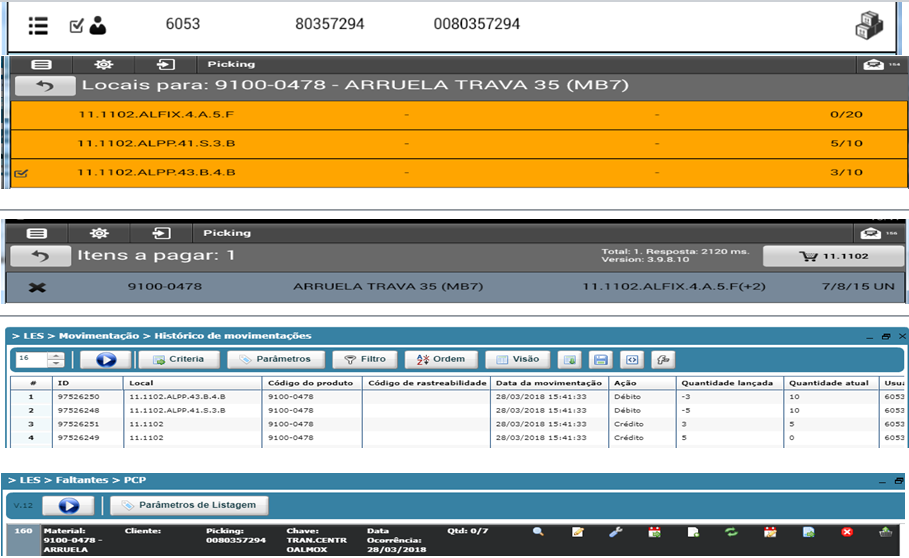 6053 80357294 0080357294
Picking 154
Locais para: 9100-0478 - ARRUELA TRAVA 35 (MB7)
11.1102.ALFIX.4.A.5.F - - 0/20
11.1102.ALPP.41.S.3.B - - 5/10
11.1102.ALPP.43.B.4.B - - 3/10
Picking 156
Itens a pagar: 1 Total: 1. Resposta: 2120 ms. 11.1102
Version: 3.9.8.10
9100-0478 ARRUELA TRAVA 35 (MB7) 11.1102.ALFIX.4.A.5.F(+2) 7/8/15 UN
> LES > Movimentação > Histórico de movimentações
16 Criteria Parâmetros Filtro Ordem Visão
# ID Local Código do produto Código de rastreabilidade Data da movimentação Ação Quantidade lançada Quantidade atual Usuá
1 97526250 11.1102.ALPP.43.B.4.B 9100-0478 28/03/2018 15:41:33 Débito -3 10 6053
2 97526248 11.1102.ALPP.41.S.3.B 9100-0478 28/03/2018 15:41:33 Débito -5 10 6053
3 97526251 11.1102 9100-0478 28/03/2018 15:41:33 Crédito 3 5 6053
4 97526249 11.1102 9100-0478 28/03/2018 15:41:33 Crédito 5 0 6053
> LES > Faltantes > PCP
V.12 Parâmetros de Listagem
160 Material: Cliente: Picking: Chave: Data Qtd: 0/7
9100-0478 - 0080357294 TRAN.CENTR Ocorrência:
ARRUELA OALMOX 28/03/2018